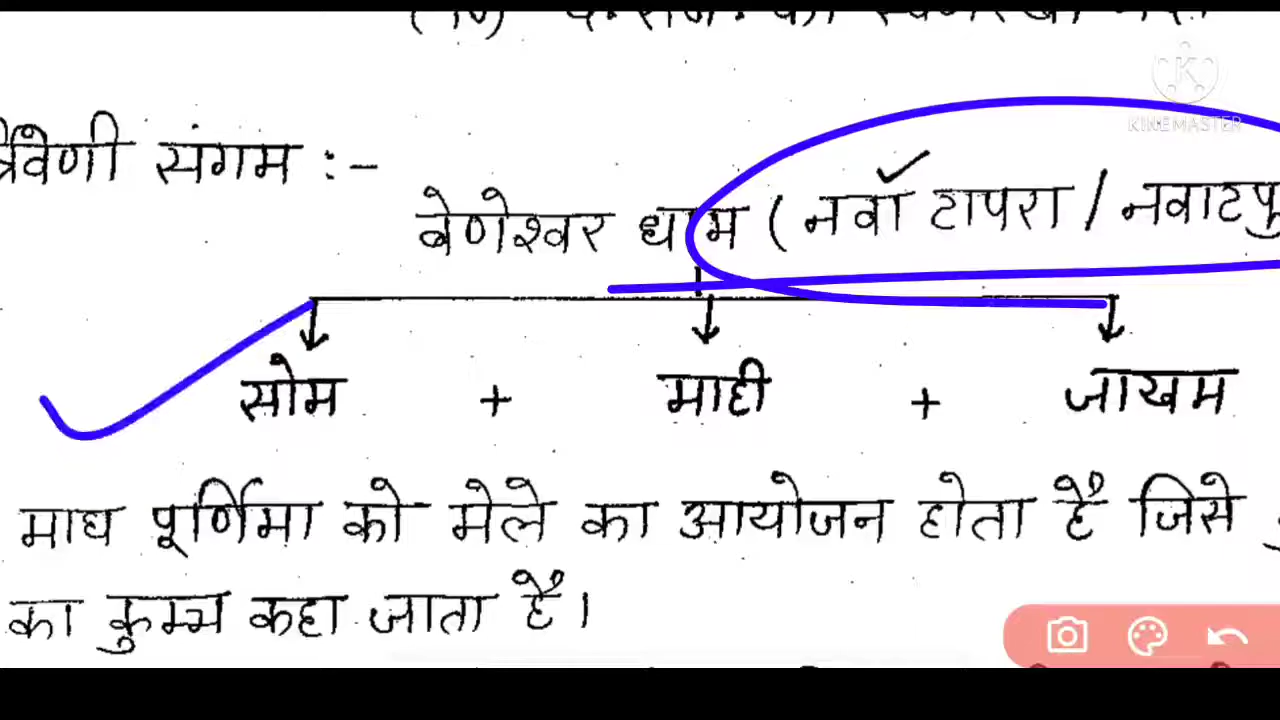 KINEMASTER
त्रिवेणी संगम :-
बेणेश्वर धाम ( नवाँ टापरा / नवाटपु
सोम + माही + जाखम
माघ पूर्णिमा को मेले का आयोजन होता है जिसे
का कुम्भ कहा जाता है।